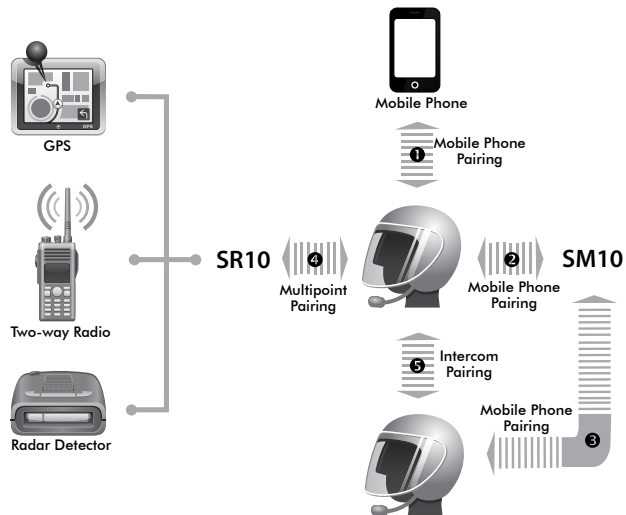 Mobile Phone
GPS
GPS
❶
Mobile Phone
Pairing
SR10
❹
Multipoint
Pairing
❷
Mobile Phone
Pairing
SM10
Two-way Radio
❺
Intercom
Pairing
Mobile Phone
Pairing
❸
Radar Detector